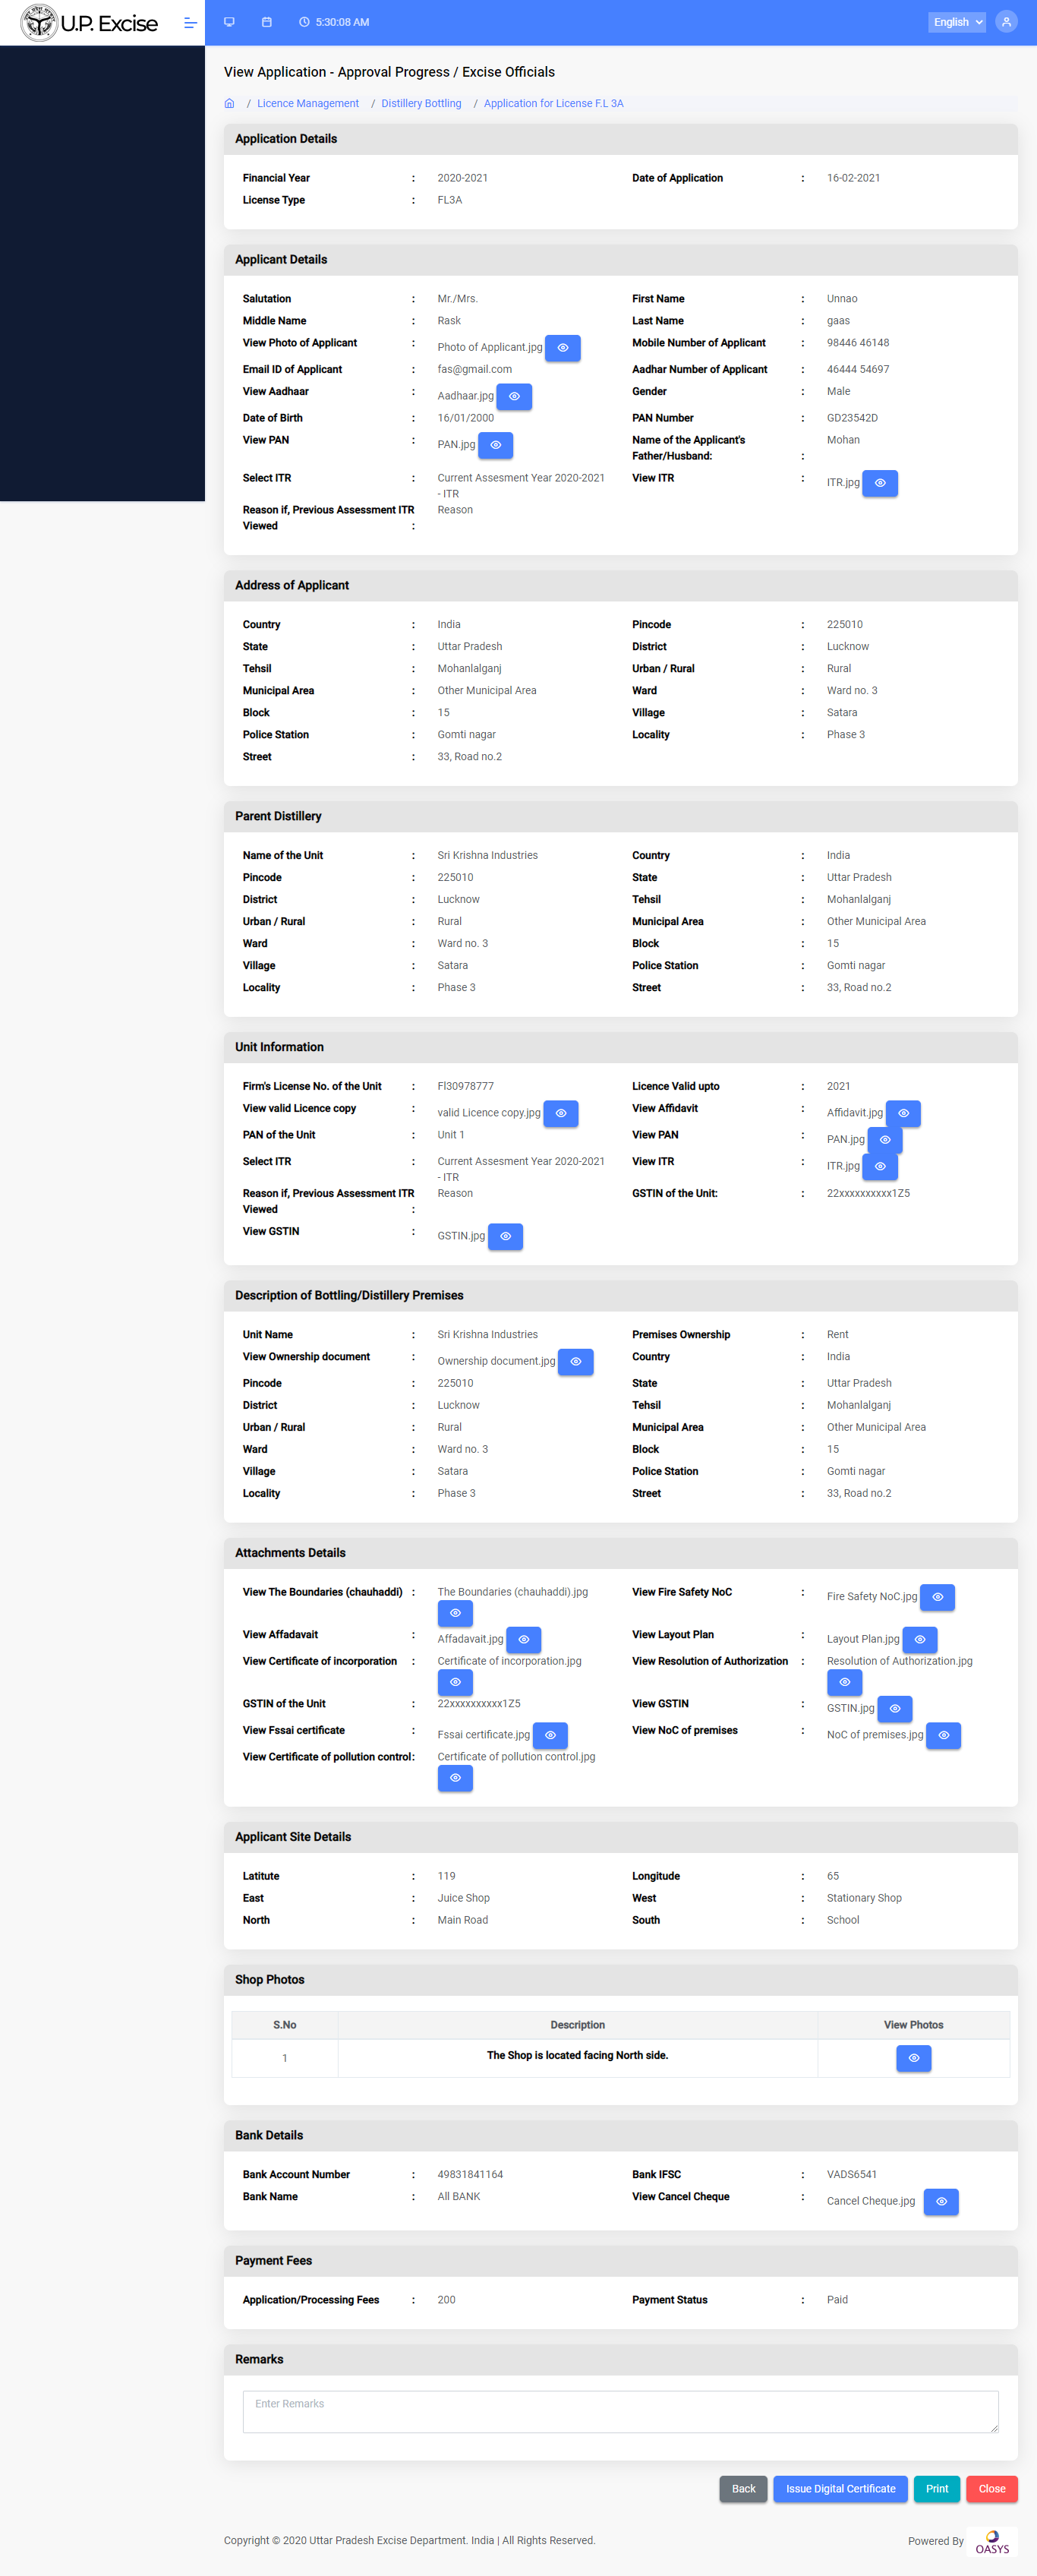 U.P. Excise
5:30:08 AM
English
View Application - Approval Progress / Excise Officials
/ Licence Management / Distillery Bottling / Application for License F.L 3A
Application Details
Financial Year : 2020-2021 Date of Application : 16-02-2021
License Type : FL3A
Applicant Details
Salutation : Mr./Mrs. First Name : Unnao
Middle Name : Rask Last Name : gaas
View Photo of Applicant : Photo of Applicant.jpg Mobile Number of Applicant : 98446 46148
Email ID of Applicant : fas@gmail.com Aadhar Number of Applicant : 46444 54697
View Aadhaar : Aadhaar.jpg Gender : Male
Date of Birth : 16/01/2000 PAN Number : GD23542D
View PAN : PAN.jpg Name of the Applicant's Mohan
Father/Husband: :
Select ITR : Current Assesment Year 2020-2021 View ITR : ITR.jpg
- ITR
Reason if, Previous Assessment ITR Reason
Viewed :
Address of Applicant
Country : India Pincode : 225010
State : Uttar Pradesh District : Lucknow
Tehsil : Mohanlalganj Urban / Rural : Rural
Municipal Area : Other Municipal Area Ward : Ward no. 3
Block : 15 Village : Satara
Police Station : Gomti nagar Locality : Phase 3
Street : 33, Road no.2
Parent Distillery
Name of the Unit : Sri Krishna Industries Country : India
Pincode : 225010 State : Uttar Pradesh
District : Lucknow Tehsil : Mohanlalganj
Urban / Rural : Rural Municipal Area : Other Municipal Area
Ward : Ward no. 3 Block : 15
Village : Satara Police Station : Gomti nagar
Locality : Phase 3 Street : 33, Road no.2
Unit Information
Firm's License No. of the Unit : Fl30978777 Licence Valid upto : 2021
View valid Licence copy : valid Licence copy.jpg View Affidavit : Affidavit.jpg
PAN of the Unit : Unit 1 View PAN : PAN.jpg
Select ITR : Current Assesment Year 2020-2021 View ITR : ITR.jpg
- ITR
Reason if, Previous Assessment ITR Reason GSTIN of the Unit: : 22xxxxxxxxxx1Z5
Viewed :
View GSTIN : GSTIN.jpg
Description of Bottling/Distillery Premises
Unit Name : Sri Krishna Industries Premises Ownership : Rent
View Ownership document : Ownership document.jpg Country : India
Pincode : 225010 State : Uttar Pradesh
District : Lucknow Tehsil : Mohanlalganj
Urban / Rural : Rural Municipal Area : Other Municipal Area
Ward : Ward no. 3 Block : 15
Village : Satara Police Station : Gomti nagar
Locality : Phase 3 Street : 33, Road no.2
Attachments Details
View The Boundaries (chauhaddi) : The Boundaries (chauhaddi).jpg View Fire Safety NoC : Fire Safety NoC.jpg
View Affadavait : Affadavait.jpg View Layout Plan : Layout Plan.jpg
View Certificate of incorporation : Certificate of incorporation.jpg View Resolution of Authorization : Resolution of Authorization.jpg
GSTIN of the Unit : 22xxxxxxxxxx1Z5 View GSTIN : GSTIN.jpg
View Fssai certificate : Fssai certificate.jpg View NoC of premises : NoC of premises.jpg
View Certificate of pollution control: Certificate of pollution control.jpg
Applicant Site Details
Latitute : 119 Longitude : 65
East : Juice Shop West : Stationary Shop
North : Main Road South : School
Shop Photos
S.No Description View Photos
1 The Shop is located facing North side.
Bank Details
Bank Account Number : 49831841164 Bank IFSC : VADS6541
Bank Name : All BANK View Cancel Cheque : Cancel Cheque.jpg
Payment Fees
Application/Processing Fees : 200 Payment Status : Paid
Remarks
Enter Remarks
Back Issue Digital Certificate Print Close
Copyright © 2020 Uttar Pradesh Excise Department. India | All Rights Reserved. Powered By OASYS